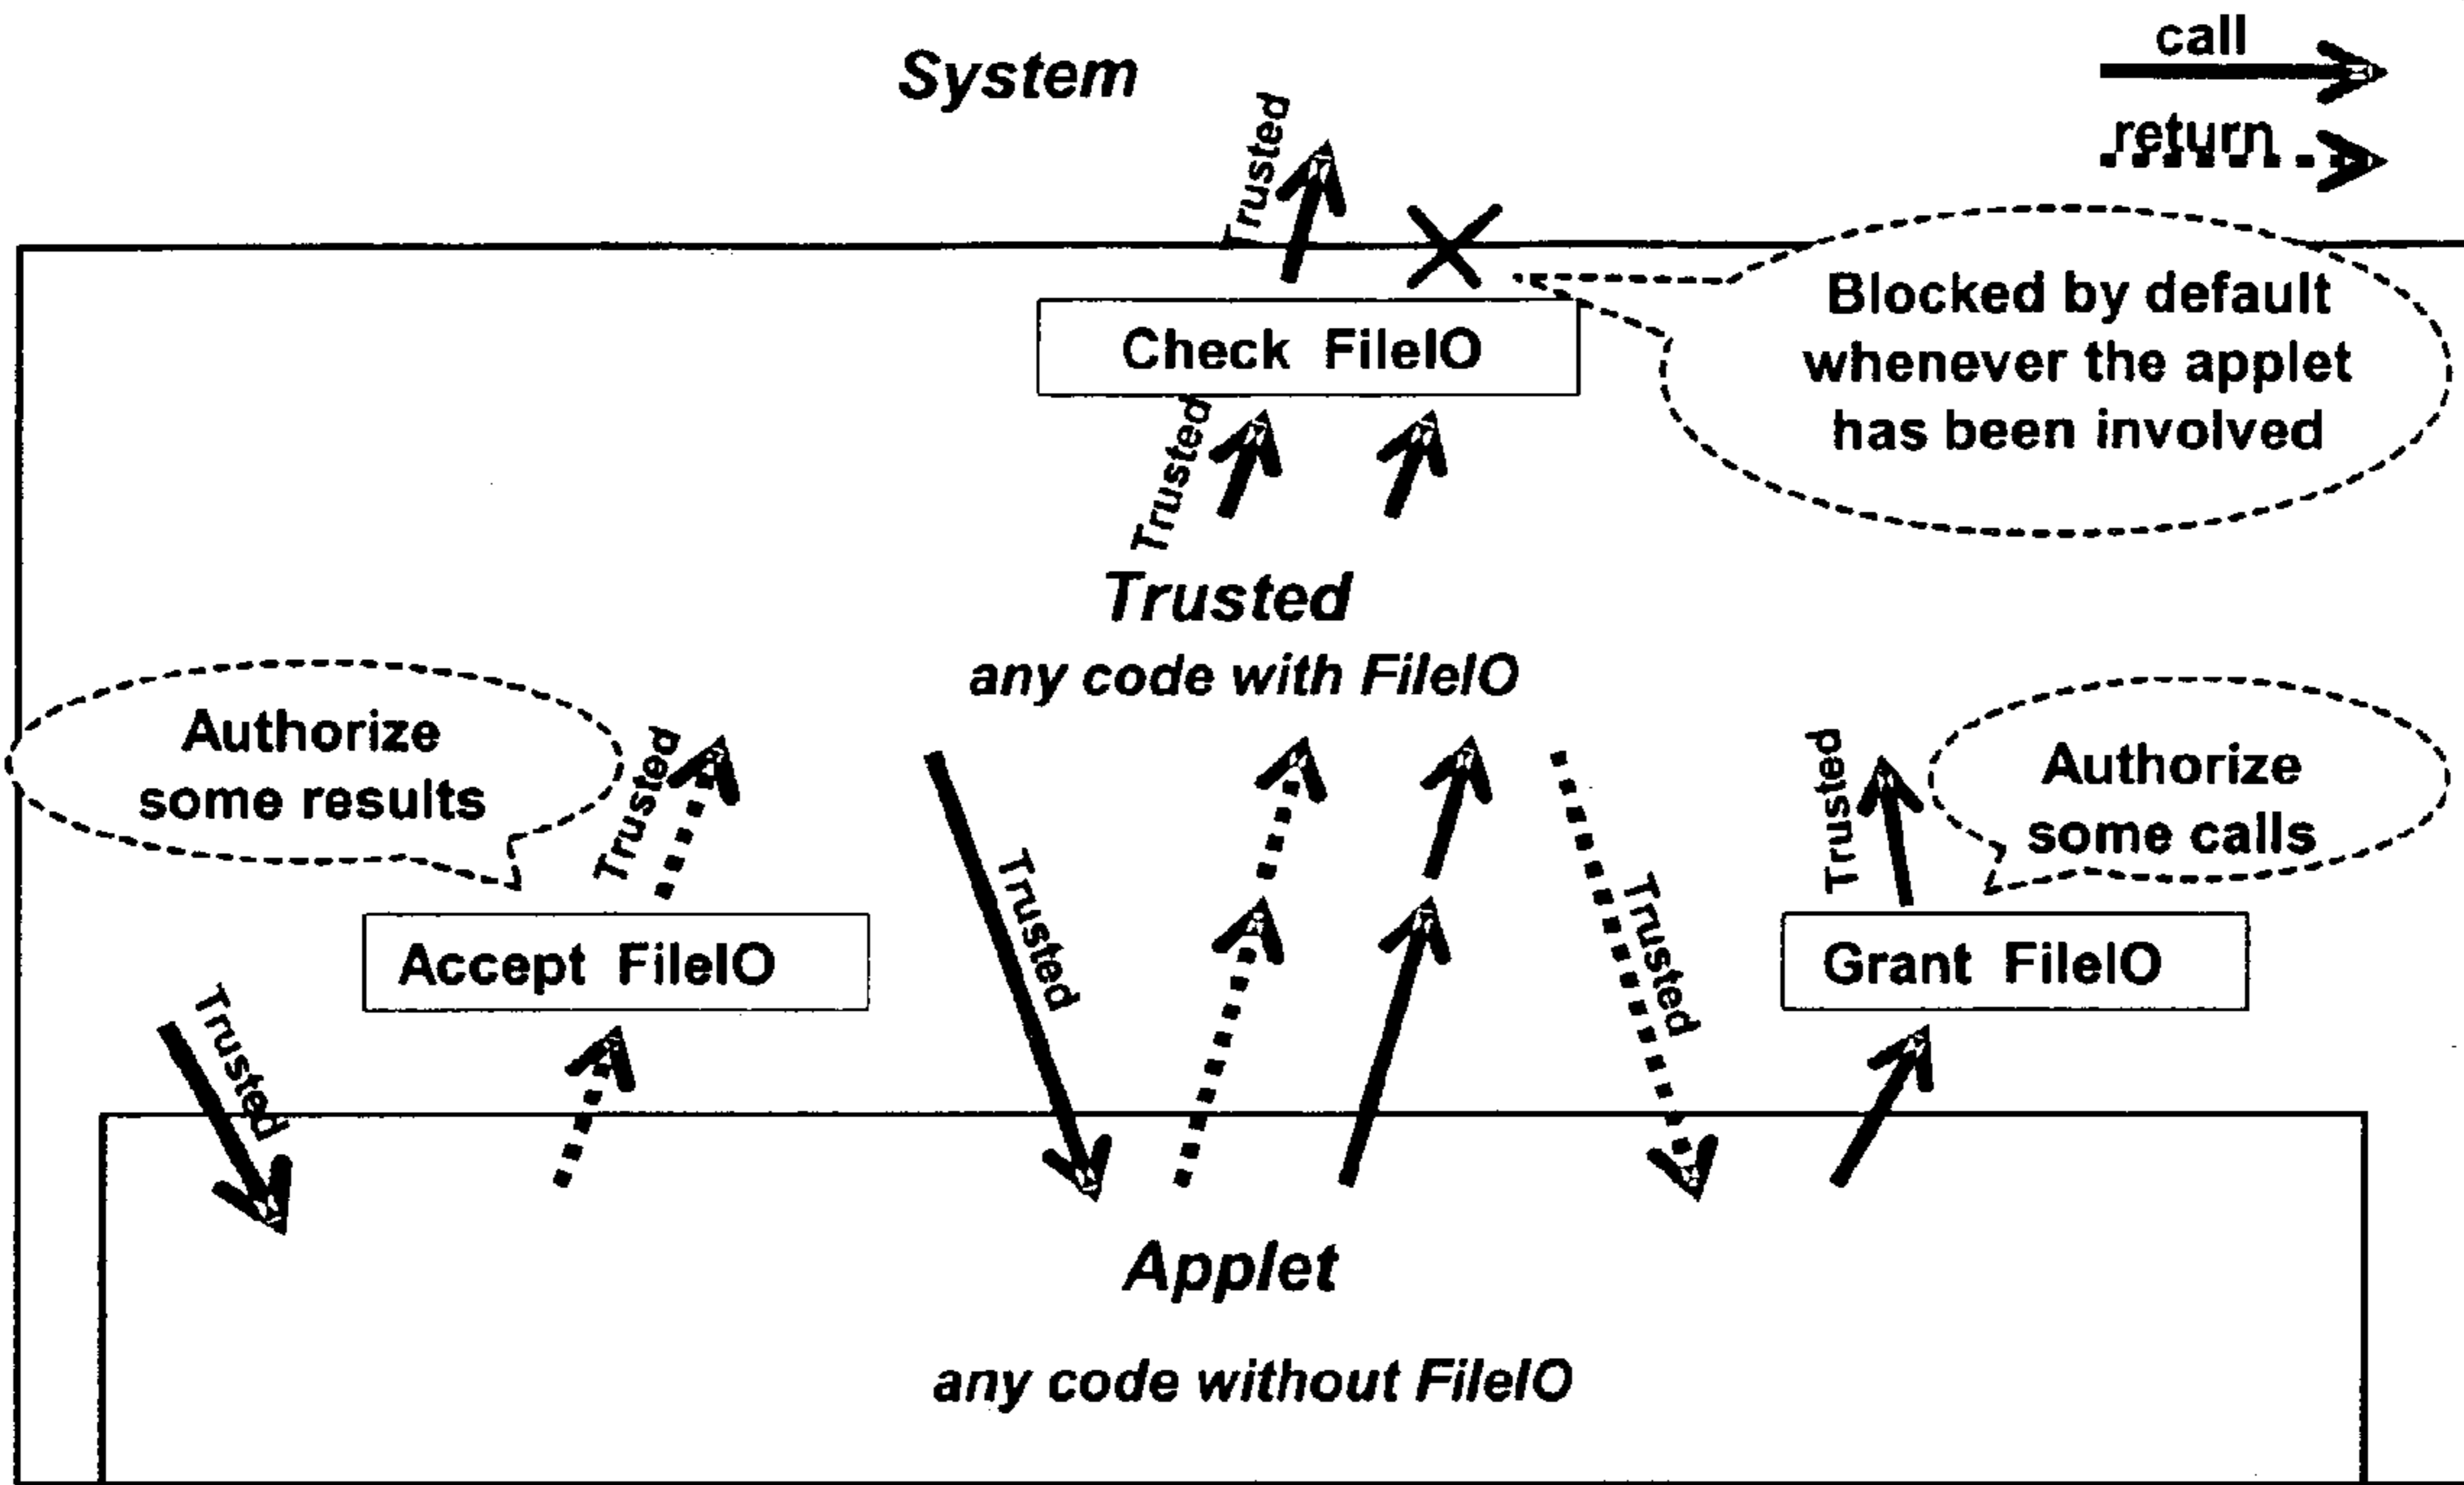 call
System
Trusted
return
Blocked by default
whenever the applet
has been involved
Check FileIO
Trusted
Trusted
any code with FileIO
Authorize
some results
Trusted
Trusted
Authorize
some calls
Trusted
Trusted
Accept FileIO
Grant FileIO
Trusted
Applet
any code without FileIO